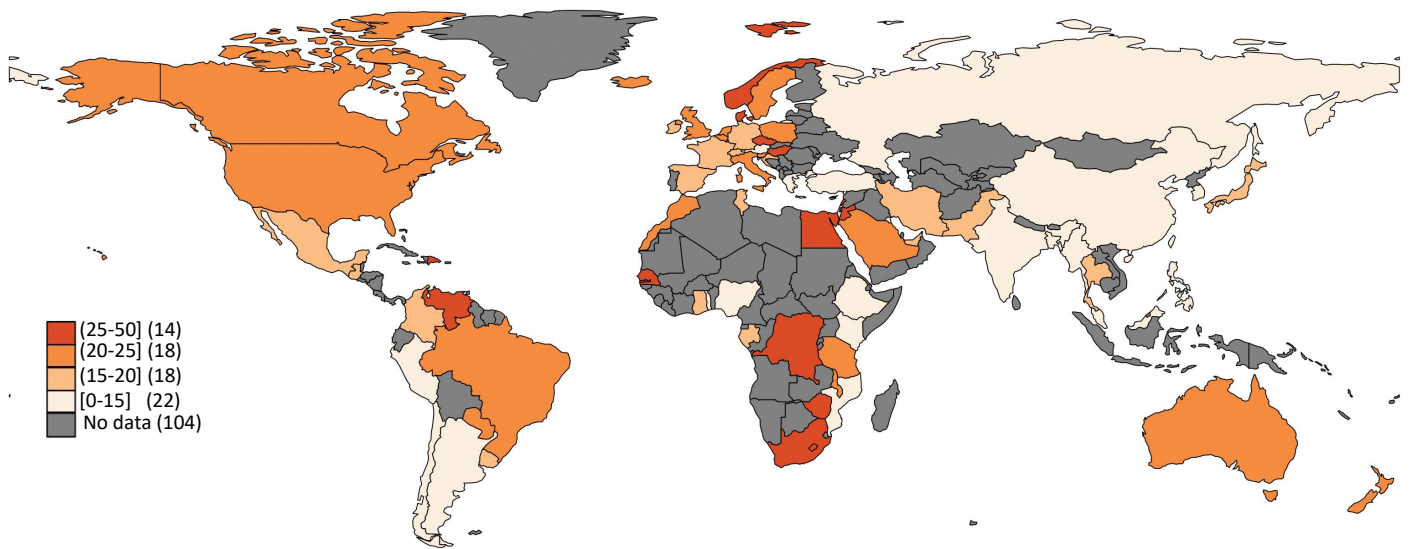 (25-50] (14)
(20-25] (18)
(15-20] (18)
[0-15] (22)
No data (104)